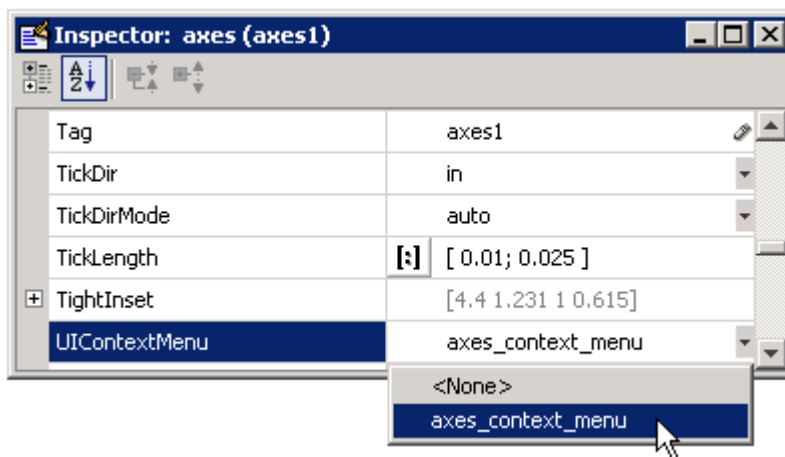 Inspector: axes (axes1)
A
Z
Tag axes1
TickDir in
TickDirMode auto
TickLength [:] [ 0.01; 0.025 ]
TightInset [4.4 1.231 1 0.615]
UIContextMenu axes_context_menu
<None>
axes_context_menu